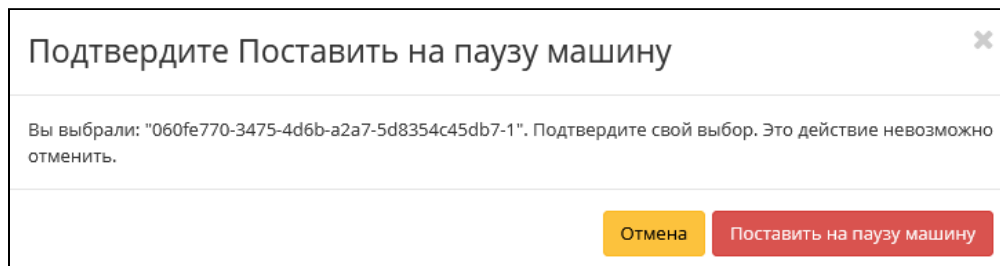 Подтвердите Поставить на паузу машину
Вы выбрали: "060fe770-3475-4d6b-a2a7-5d8354c45db7-1". Подтвердите свой выбор. Это действие невозможно
отменить.
Отмена Поставить на паузу машину